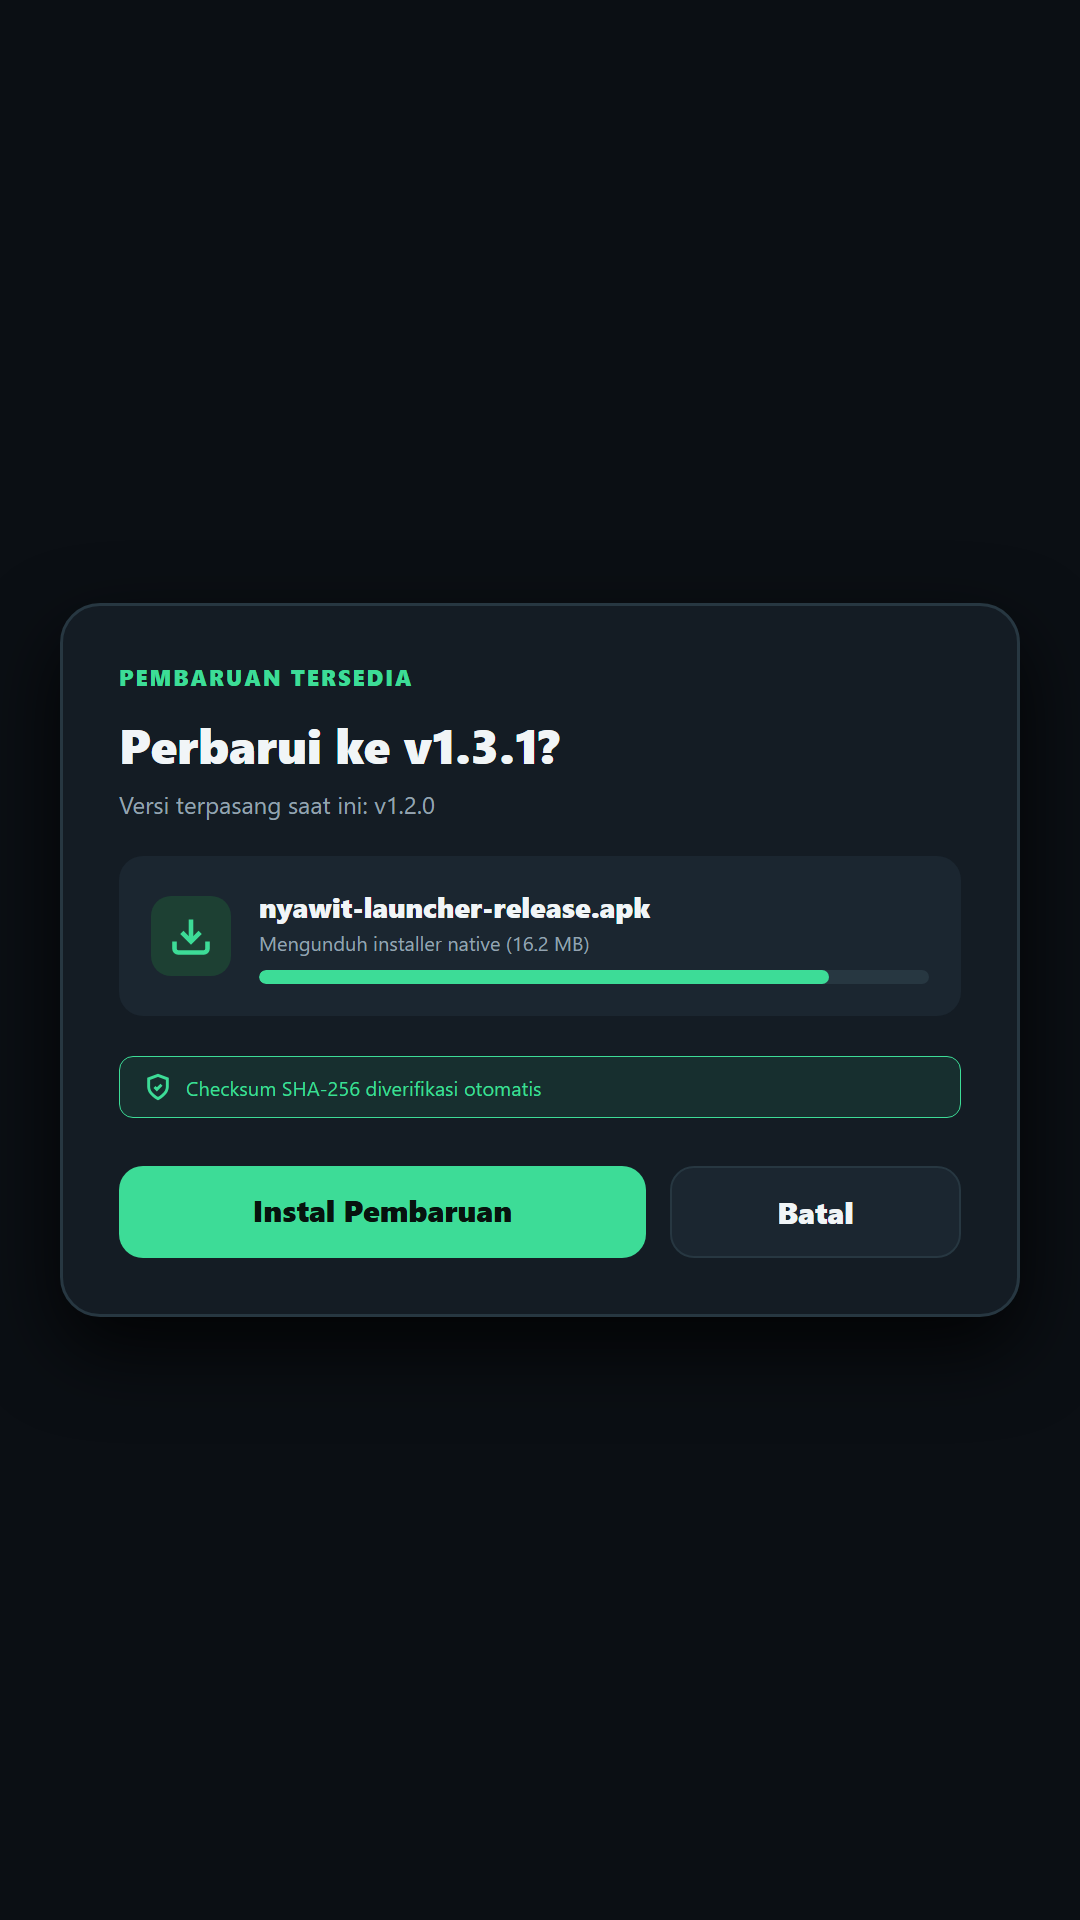 PEMBARUAN TERSEDIA
Perbarui ke v1.3.1?
Versi terpasang saat ini: v1.2.0
nyawit-launcher-release.apk
Mengunduh installer native (16.2 MB)
Checksum SHA-256 diverifikasi otomatis
Instal Pembaruan
Batal